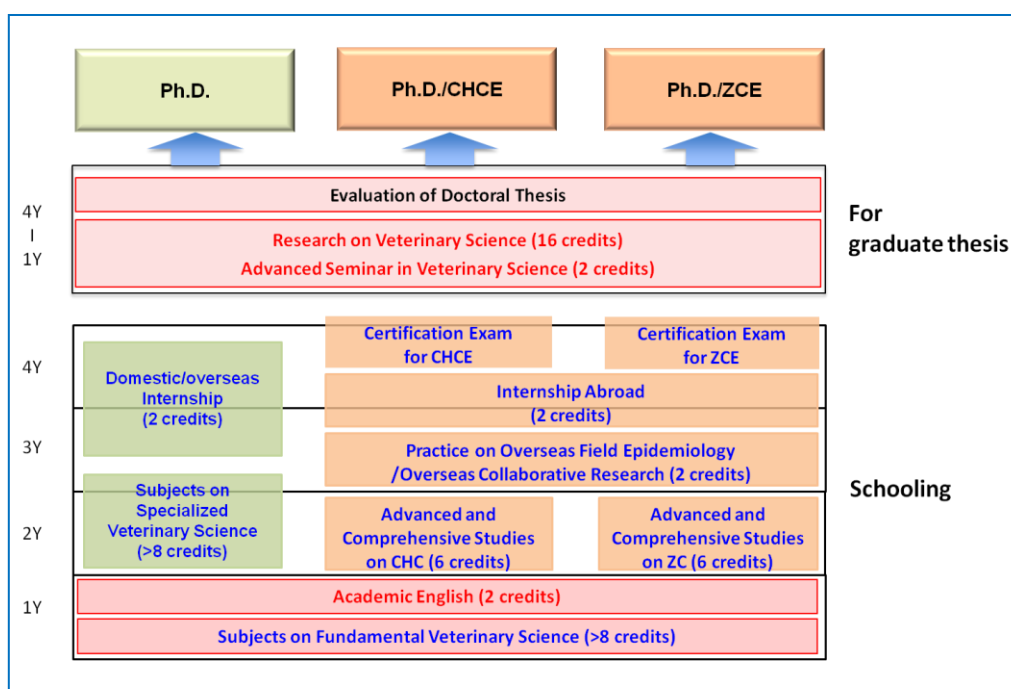 Ph.D.
Ph.D./CHCE
Ph.D./ZCE
4Y
I
1Y
Evaluation of Doctoral Thesis
Research on Veterinary Science (16 credits)
Advanced Seminar in Veterinary Science (2 credits)
For
graduate thesis
4Y
3Y
2Y
1Y
Domestic/overseas
Internship
(2 credits)
Subjects on
Specialized
Veterinary Science
(>8 credits)
Certification Exam
for CHCE
Certification Exam
for ZCE
Internship Abroad
(2 credits)
Practice on Overseas Field Epidemiology
/Overseas Collaborative Research (2 credits)
Advanced and
Comprehensive Studies
on CHC (6 credits)
Advanced and
Comprehensive Studies
on ZC (6 credits)
Academic English (2 credits)
Subjects on Fundamental Veterinary Science (>8 credits)
Schooling